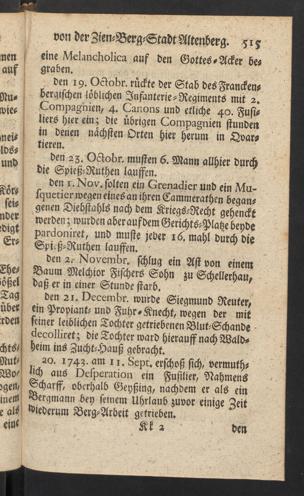 von der Zien-Berg-Stadt Altenberg. 515
eine Melancholica auf den Gottes-Acker be-
graben.
den 19. Octobr. rückte der Stab des Francken-
bergischen löblichen Infanterie-Regiments mit 2.
Compagnien, 4. Canons und etliche 40. Fusi-
liers hier ein; die übrigen Compagnien stunden
in denen nächsten Orten hier herum in Qvar-
tieren.
den 23. Octobr. musten 6. Mann allhier durch
die Spieß-Ruthen lauffen.
den 1. Nov. solten ein Grenadier und ein Mu-
squetier wegen eines an ihren Cammerathen began-
genen Diebstahls nach dem Kriegs-Recht gehenckt
werden; wurden aber auf dem Gerichts-Platze beyde
pardoniret, und muste jeder 16. mahl durch die
Spieß-Ruthen lauffen.
den 2. Novembr. schlug ein Ast von einem
Baum Melchior Fischers Sohn zu Schellerhau,
daß er in einer Stunde starb.
den 21. Decembr. wurde Siegmund Reuter,
ein Proviant- und Fuhr-Knecht, wegen der mit
seiner leiblichen Tochter getriebenen Blut-Schande
decolliret; die Tochter ward hierauff nach Wald-
heim ins Zucht-Hauß gebracht.
ao. 1743. am 11. Sept. erschoß sich, vermuth-
lich aus Desperation ein Fusilier, Nahmens
Scharff, oberhalb Geyßing, nachdem er als ein
Bergmann bey seinem Uhrlaub zuvor einige Zeit
wiederum Berg-Arbeit getrieben.
Kk 2 den